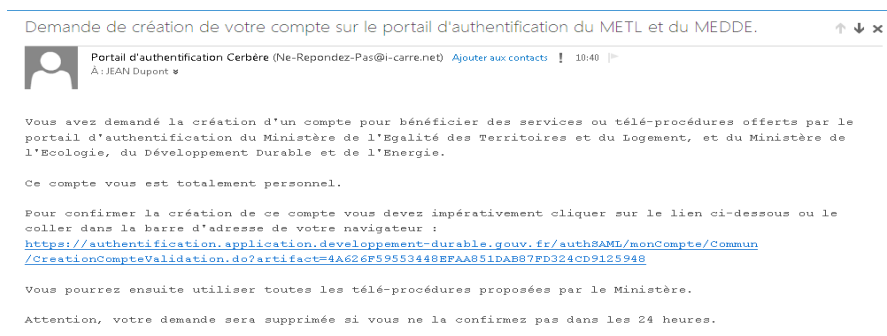 Demande de création de votre compte sur le portail d'authentification du METL et du MEDDE.
Portail d'authentification Cerbère (Ne-Repondez-Pas@i-carre.net) Ajouter aux contacts ! 10:40
À : JEAN Dupont
Vous avez demandé la création d'un compte pour bénéficier des services ou télé-procédures offerts par le
portail d'authentification du Ministère de l'Egalité des Territoires et du Logement, et du Ministère de
l'Ecologie, du Développement Durable et de l'Energie.
Ce compte vous est totalement personnel.
Pour confirmer la création de ce compte vous devez impérativement cliquer sur le lien ci-dessous ou le
coller dans la barre d'adresse de votre navigateur :
https://authentification.application.developpement-durable.gouv.fr/authSAML/monCompte/Commun
/CreationCompteValidation.do?artifact=4A626F59553448EFAA851DAB87FD324CD9125948
Vous pourrez ensuite utiliser toutes les télé-procédures proposées par le Ministère.
Attention, votre demande sera supprimée si vous ne la confirmez pas dans les 24 heures.